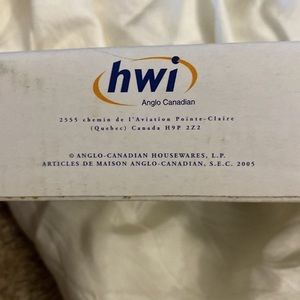 hwi
Anglo Canadian
2555 chemin de l'Aviation Pointe-Claire
(Quebec) Canada H9P 2Z2
© ANGLO-CANADIAN HOUSEWARES, L.P.
ARTICLES DE MAISON ANGLO-CANADIAN, S.E.C. 2005